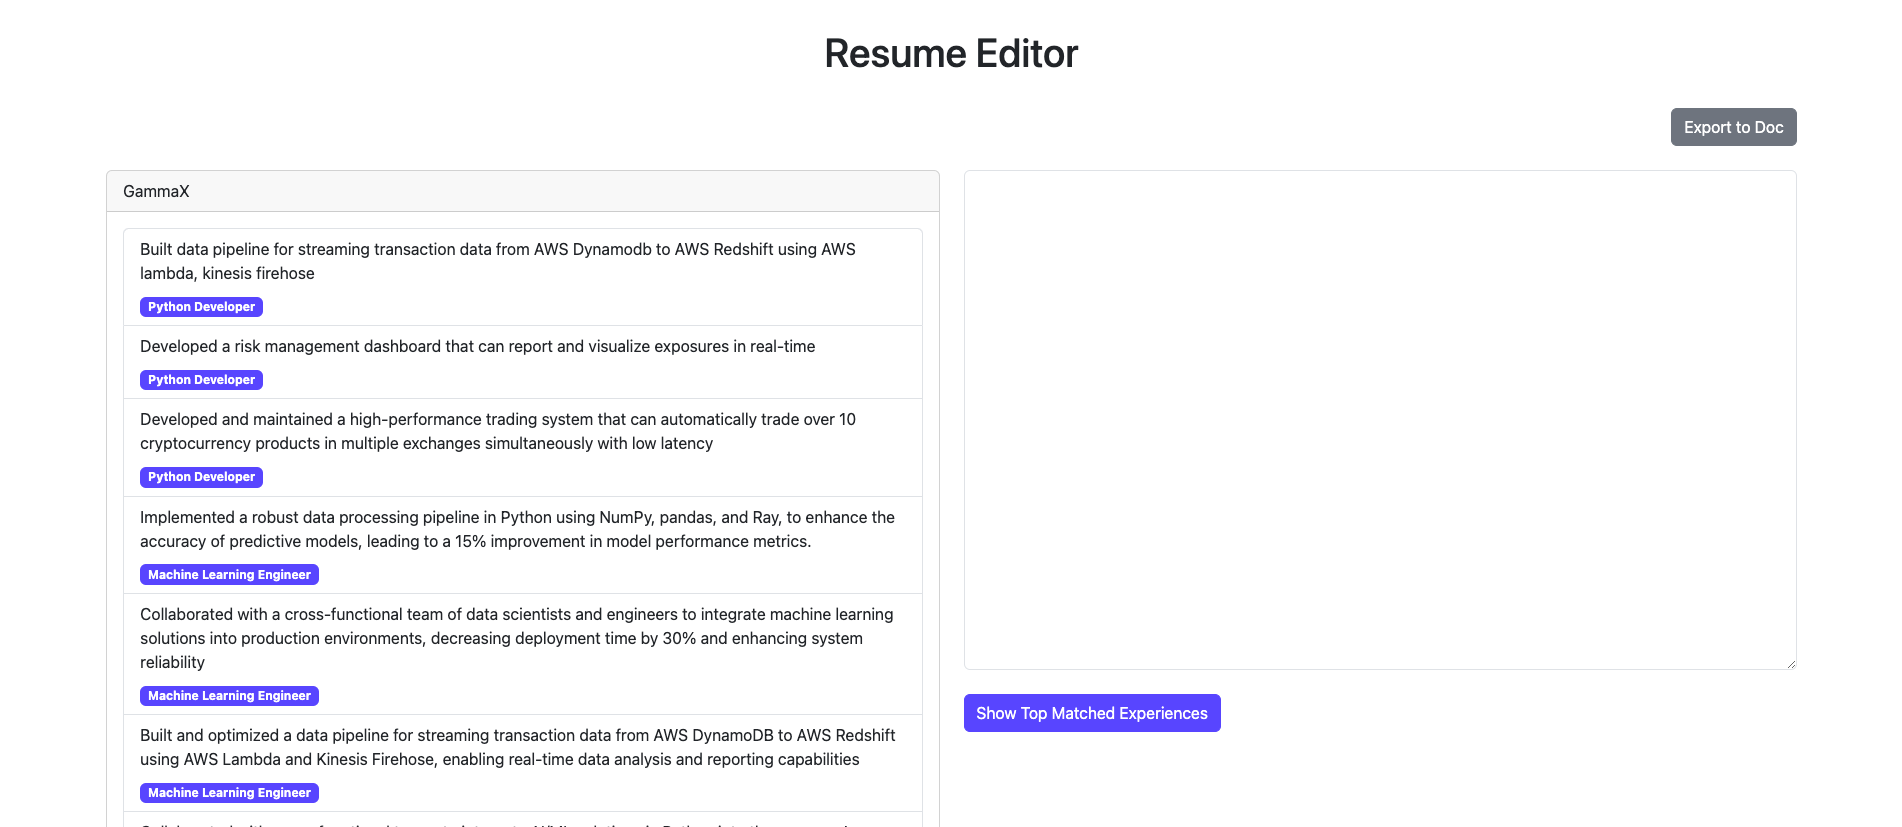 Resume Editor
Export to Doc
GammaX
Built data pipeline for streaming transaction data from AWS Dynamodb to AWS Redshift using AWS
lambda, kinesis firehose
Python Developer
Developed a risk management dashboard that can report and visualize exposures in real-time
Python Developer
Developed and maintained a high-performance trading system that can automatically trade over 10
cryptocurrency products in multiple exchanges simultaneously with low latency
Python Developer
Implemented a robust data processing pipeline in Python using NumPy, pandas, and Ray, to enhance the
accuracy of predictive models, leading to a 15% improvement in model performance metrics.
Machine Learning Engineer
Collaborated with a cross-functional team of data scientists and engineers to integrate machine learning
solutions into production environments, decreasing deployment time by 30% and enhancing system
reliability
Machine Learning Engineer
Built and optimized a data pipeline for streaming transaction data from AWS DynamoDB to AWS Redshift
using AWS Lambda and Kinesis Firehose, enabling real-time data analysis and reporting capabilities
Machine Learning Engineer
Show Top Matched Experiences